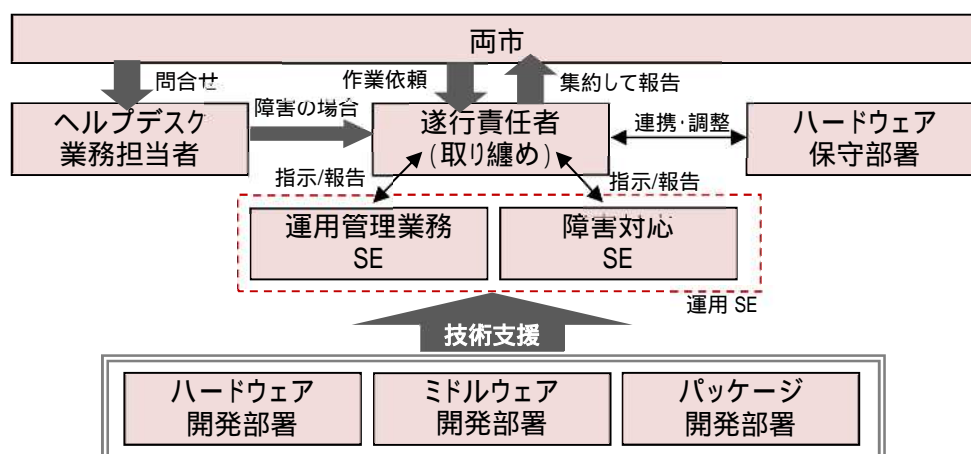 両市
問合せ
作業依頼
集約して報告
ヘルプデスク
業務担当者
障害の場合
遂行責任者
(取り纏め)
連携・調整
ハードウェア
保守部署
指示/報告
指示/報告
運用管理業務
SE
障害対応
SE
運用 SE
技術支援
ハードウェア
開発部署
ミドルウェア
開発部署
パッケージ
開発部署